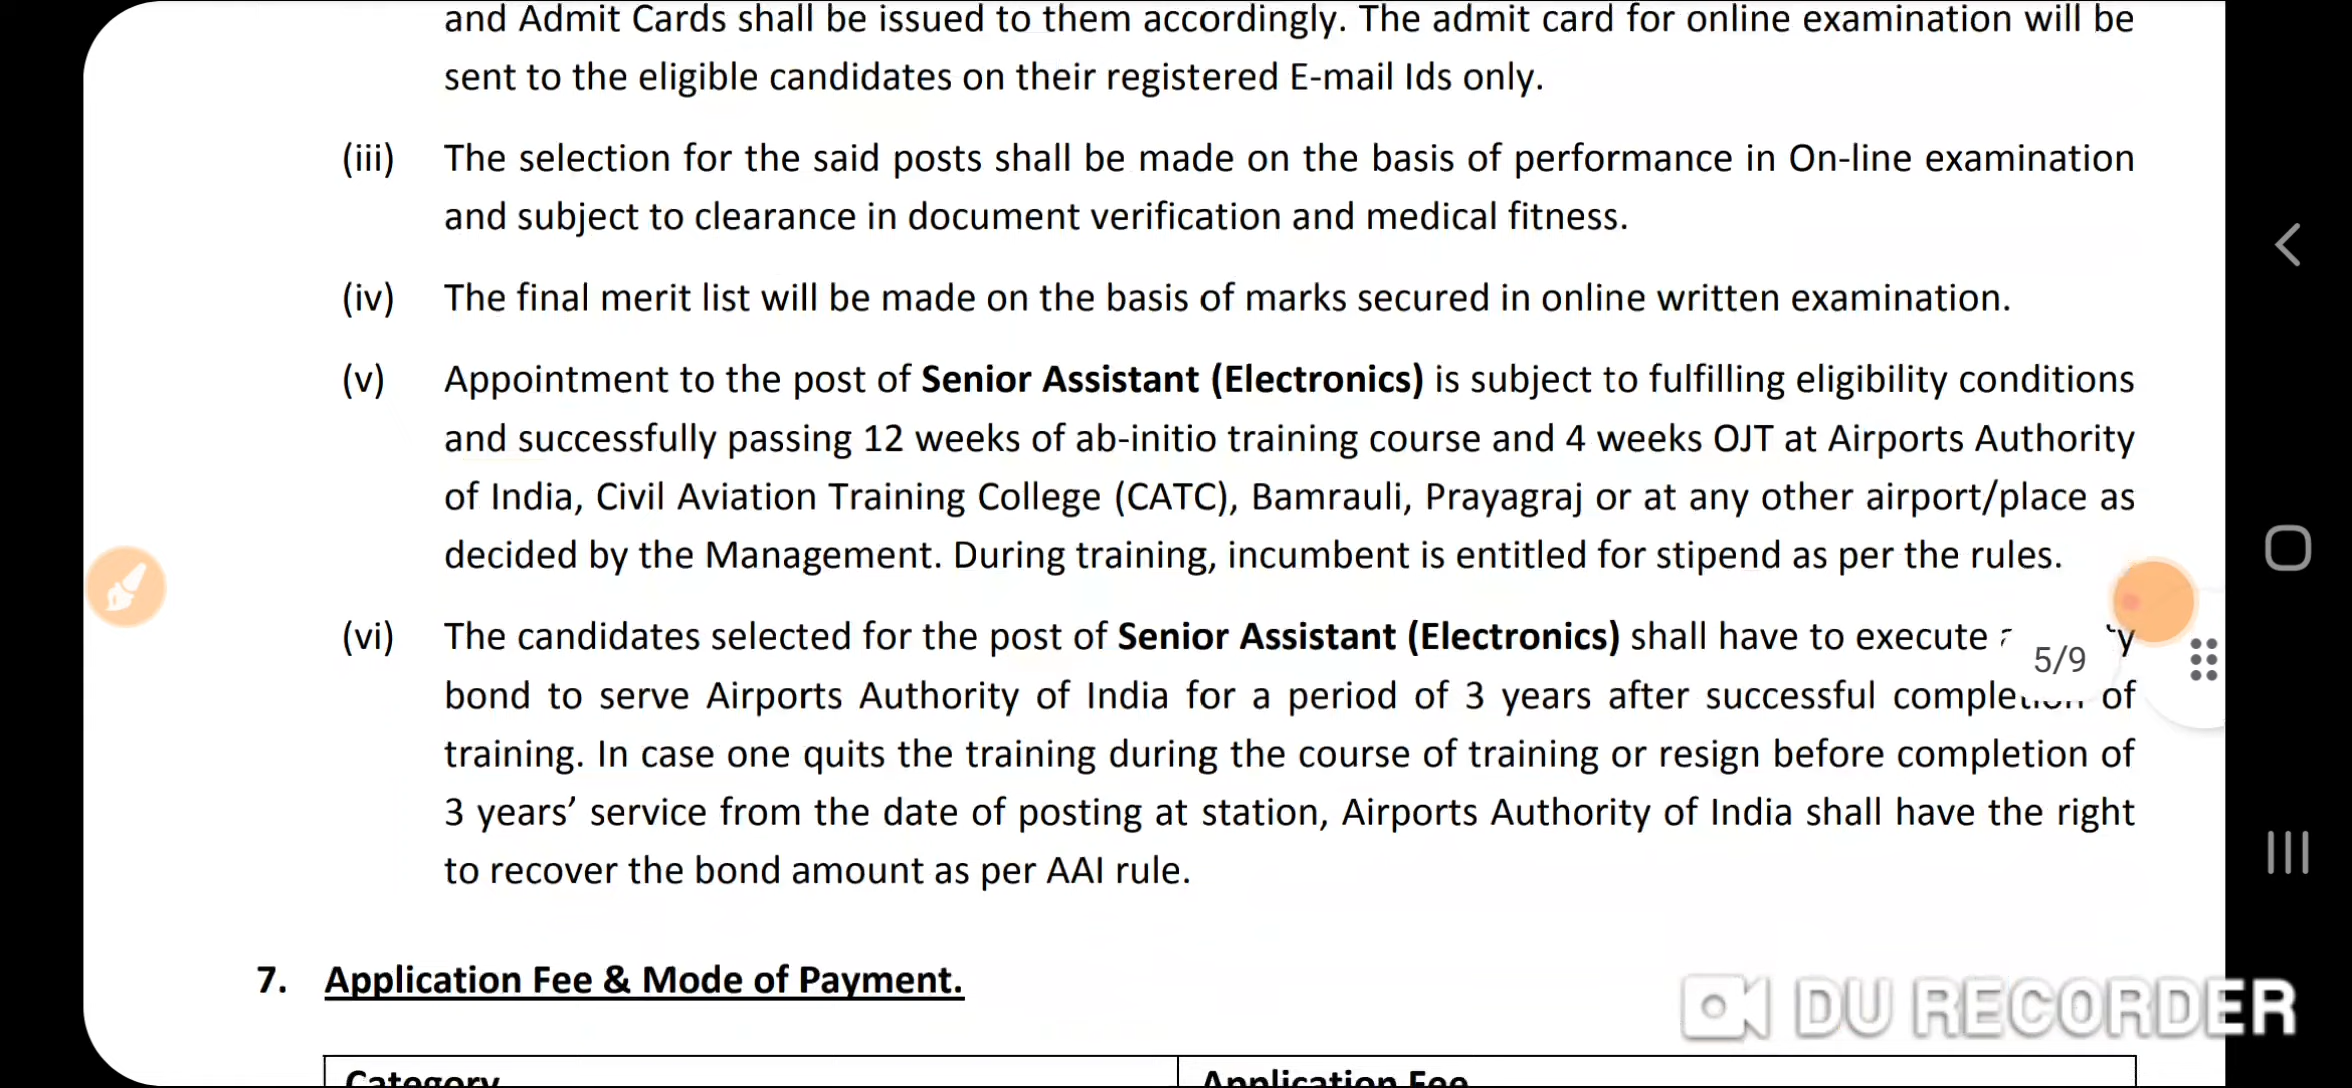 and Admit Cards shall be issued to them accordingly. The admit card for online examination will be
sent to the eligible candidates on their registered E-mail Ids only.
(iii) The selection for the said posts shall be made on the basis of performance in On-line examination
and subject to clearance in document verification and medical fitness.
(iv) The final merit list will be made on the basis of marks secured in online written examination.
(v) Appointment to the post of Senior Assistant (Electronics) is subject to fulfilling eligibility conditions
and successfully passing 12 weeks of ab-initio training course and 4 weeks OJT at Airports Authority
of India, Civil Aviation Training College (CATC), Bamrauli, Prayagraj or at any other airport/place as
decided by the Management. During training, incumbent is entitled for stipend as per the rules.
(vi) The candidates selected for the post of Senior Assistant (Electronics) shall have to execute
5/9
bond to serve Airports Authority of India for a period of 3 years after successful completion of
training. In case one quits the training during the course of training or resign before completion of
3 years’ service from the date of posting at station, Airports Authority of India shall have the right
to recover the bond amount as per AAI rule.
7. Application Fee & Mode of Payment.
DU RECORDER
Category Application Fee